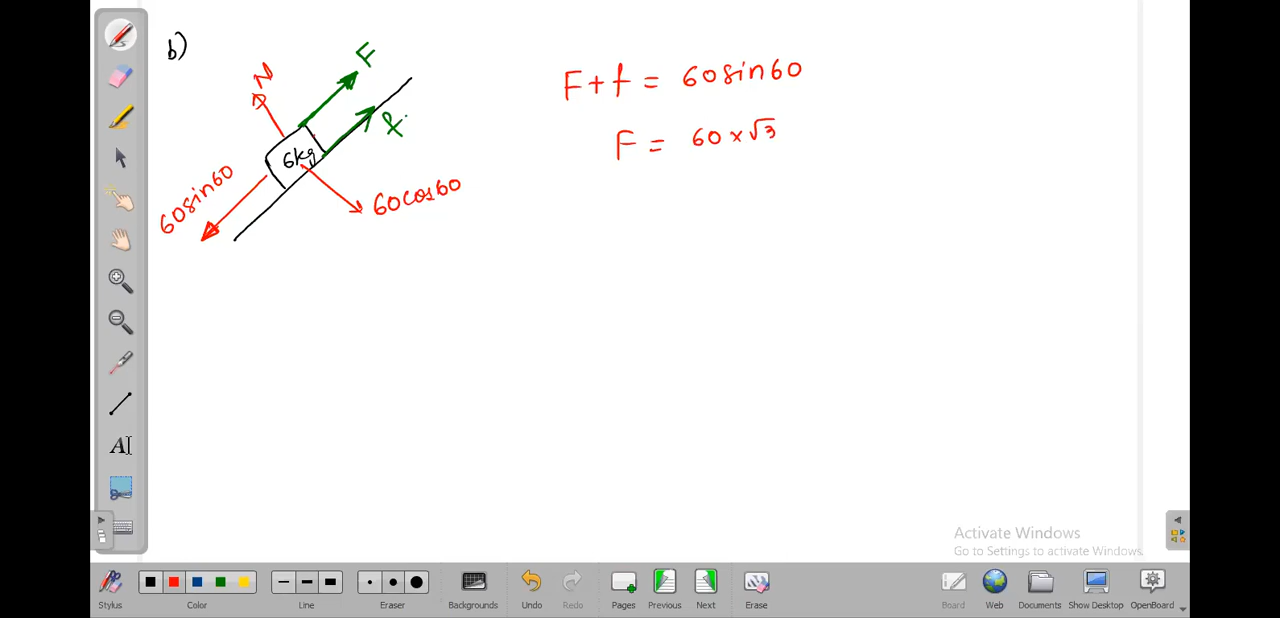 b)
F
N
f
6kg
60sin60
60cos60
F + f = 60sin60
F = 60 × √3
A
Activate Windows
Go to Settings to activate Windows.
Stylus
Color
Line
Eraser
Backgrounds
Undo
Redo
Pages
Previous
Next
Erase
Board
Web
Documents
Show Desktop
OpenBoard